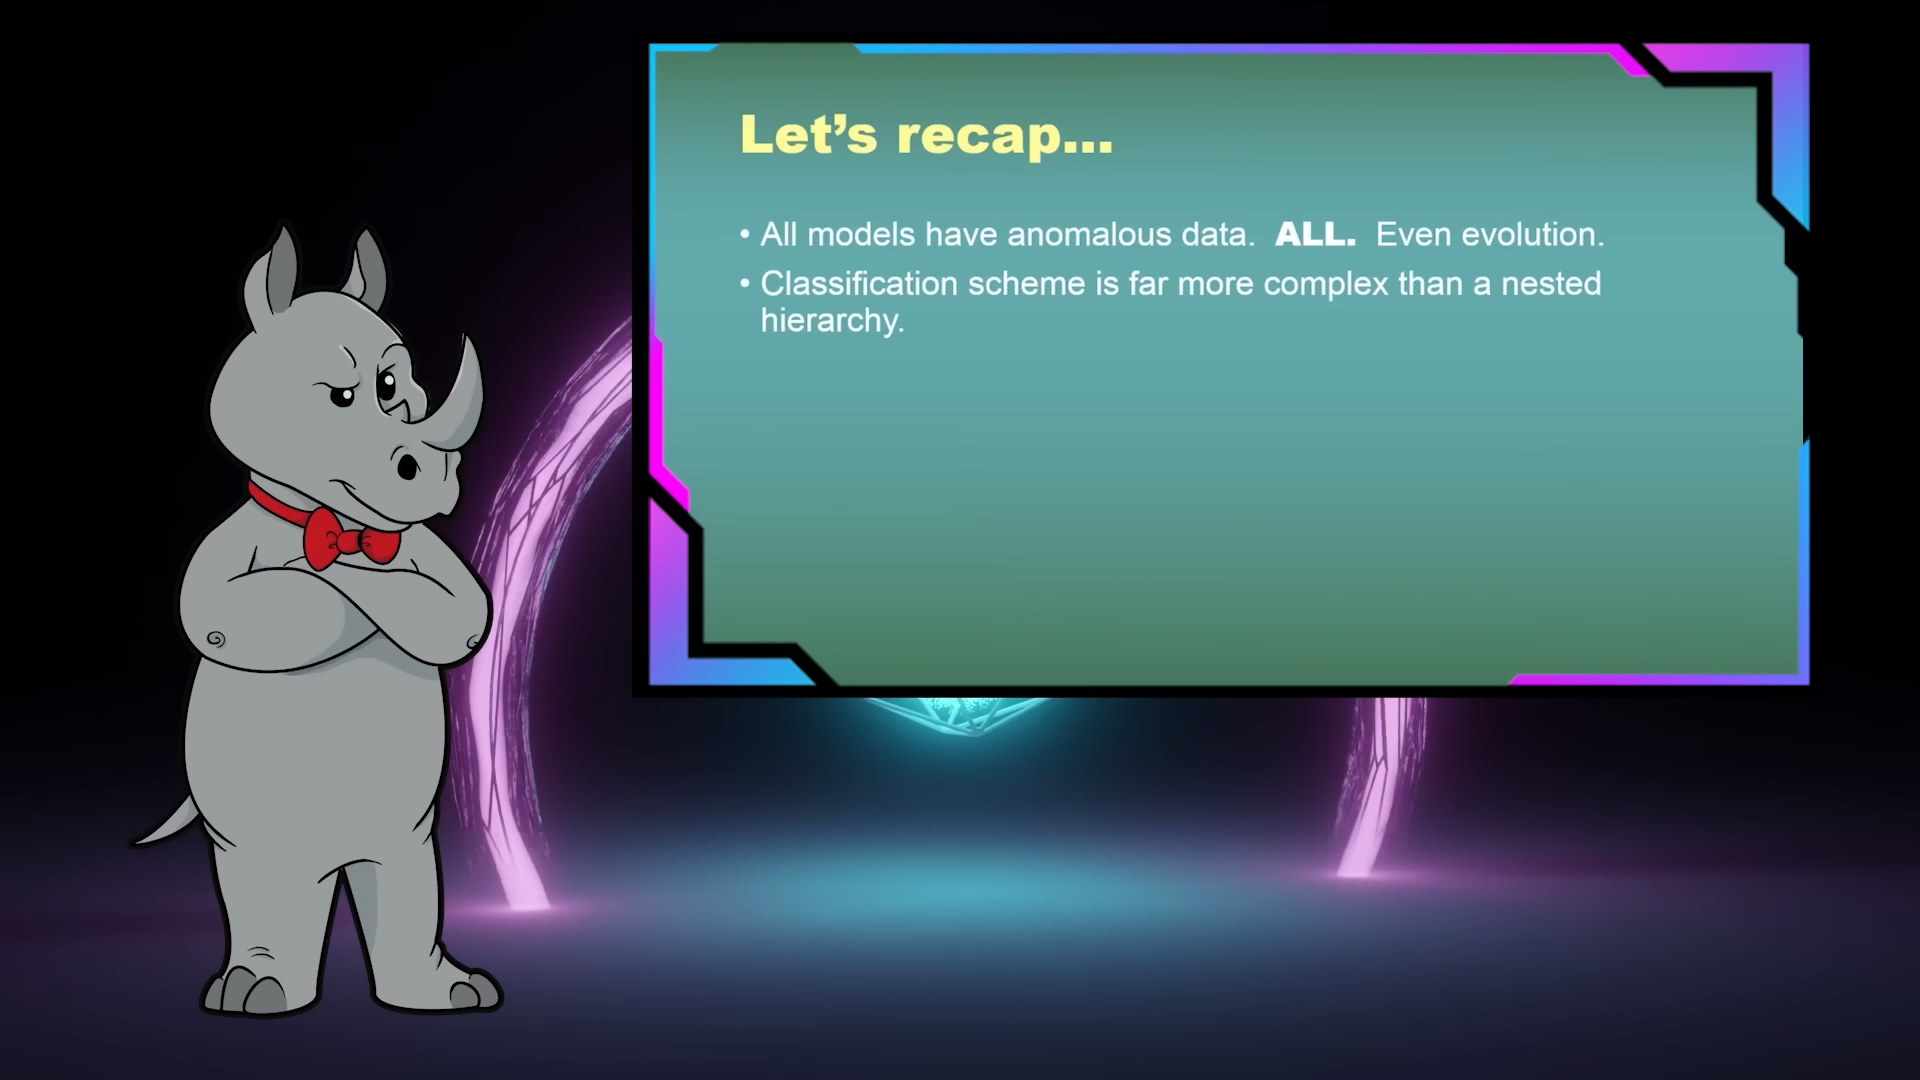 Let’s recap...
• All models have anomalous data.  ALL.  Even evolution.
• Classification scheme is far more complex than a nested
hierarchy.